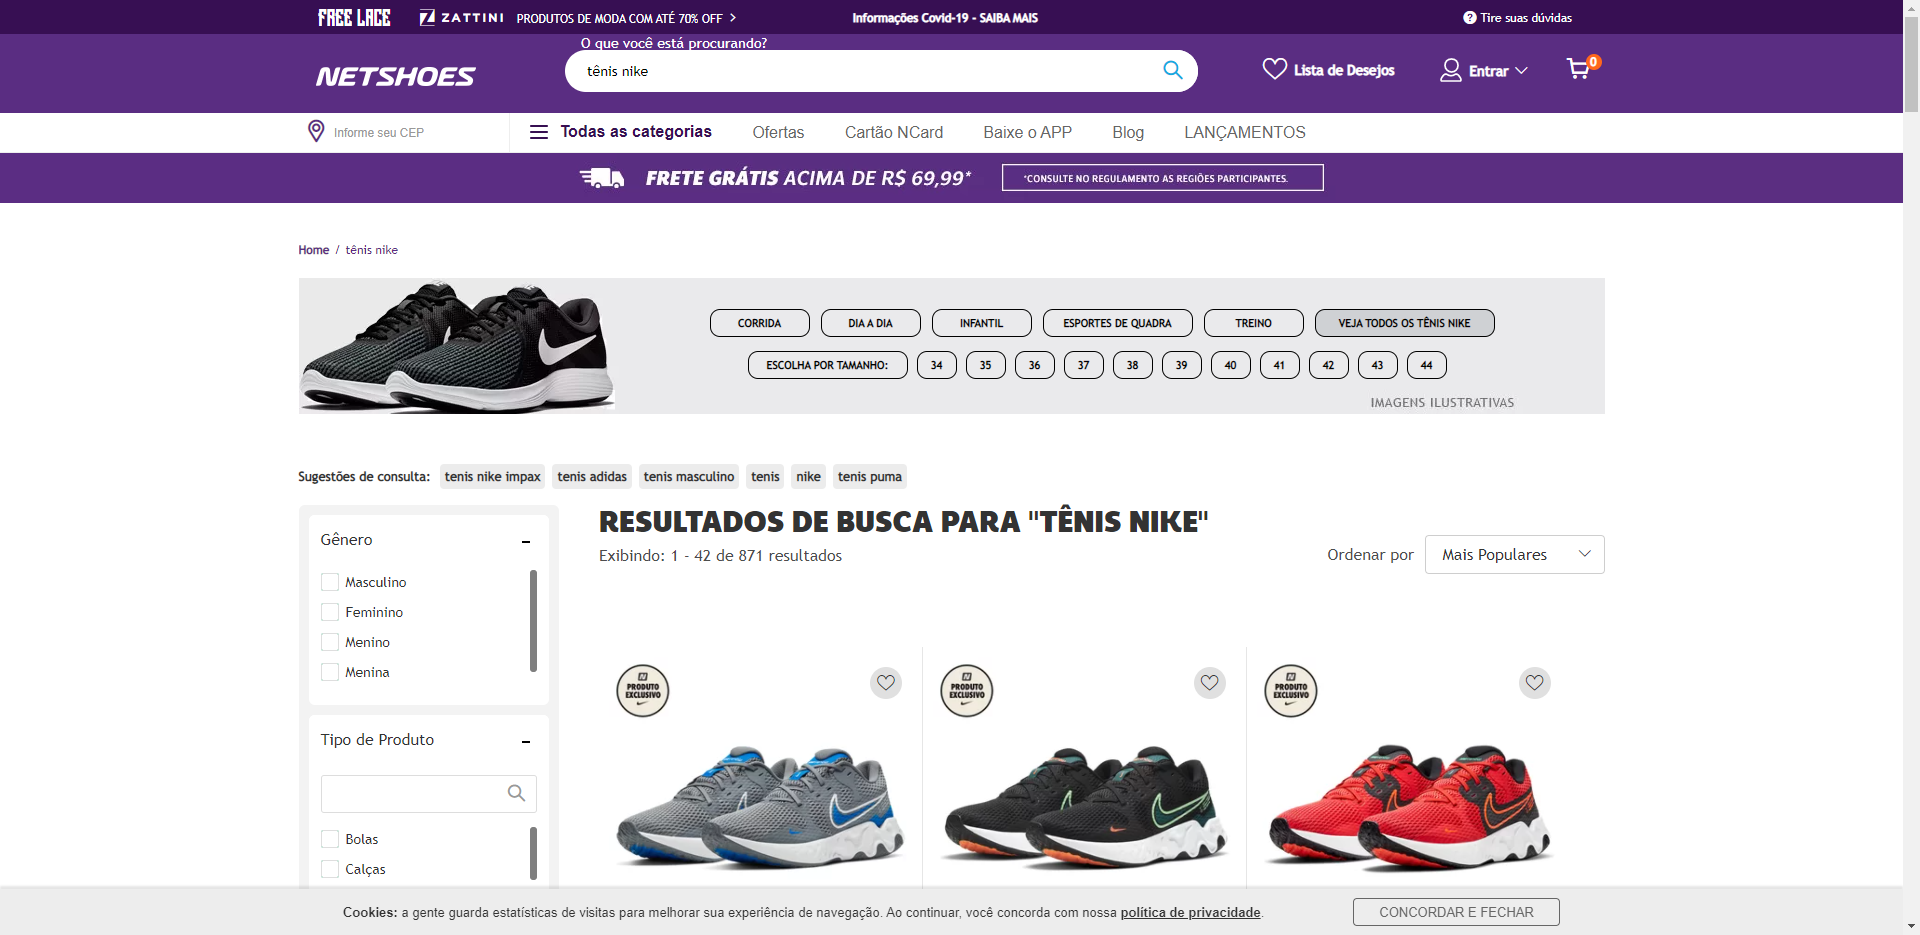 FREE LACE
ZATTINI PRODUTOS DE MODA COM ATÉ 70% OFF
Informações Covid-19 - SAIBA MAIS
Tire suas dúvidas
NETSHOES
O que você está procurando?
tênis nike
Lista de Desejos
Entrar
0
Informe seu CEP
Todas as categorias
Ofertas
Cartão NCard
Baixe o APP
Blog
LANÇAMENTOS
FRETE GRÁTIS ACIMA DE R$ 69,99*
*CONSULTE NO REGULAMENTO AS REGIÕES PARTICIPANTES.
Home / tênis nike
CORRIDA
DIA A DIA
INFANTIL
ESPORTES DE QUADRA
TREINO
VEJA TODOS OS TÊNIS NIKE
ESCOLHA POR TAMANHO:
34
35
36
37
38
39
40
41
42
43
44
IMAGENS ILUSTRATIVAS
Sugestões de consulta: tenis nike impax tenis adidas tenis masculino tenis nike tenis puma
Gênero
Masculino
Feminino
Menino
Menina
Tipo de Produto
Bolas
Calças
RESULTADOS DE BUSCA PARA "TÊNIS NIKE"
Exibindo: 1 - 42 de 871 resultados
Ordenar por Mais Populares
N
PRODUTO
EXCLUSIVO
N
PRODUTO
EXCLUSIVO
N
PRODUTO
EXCLUSIVO
Cookies: a gente guarda estatísticas de visitas para melhorar sua experiência de navegação. Ao continuar, você concorda com nossa política de privacidade.
CONCORDAR E FECHAR